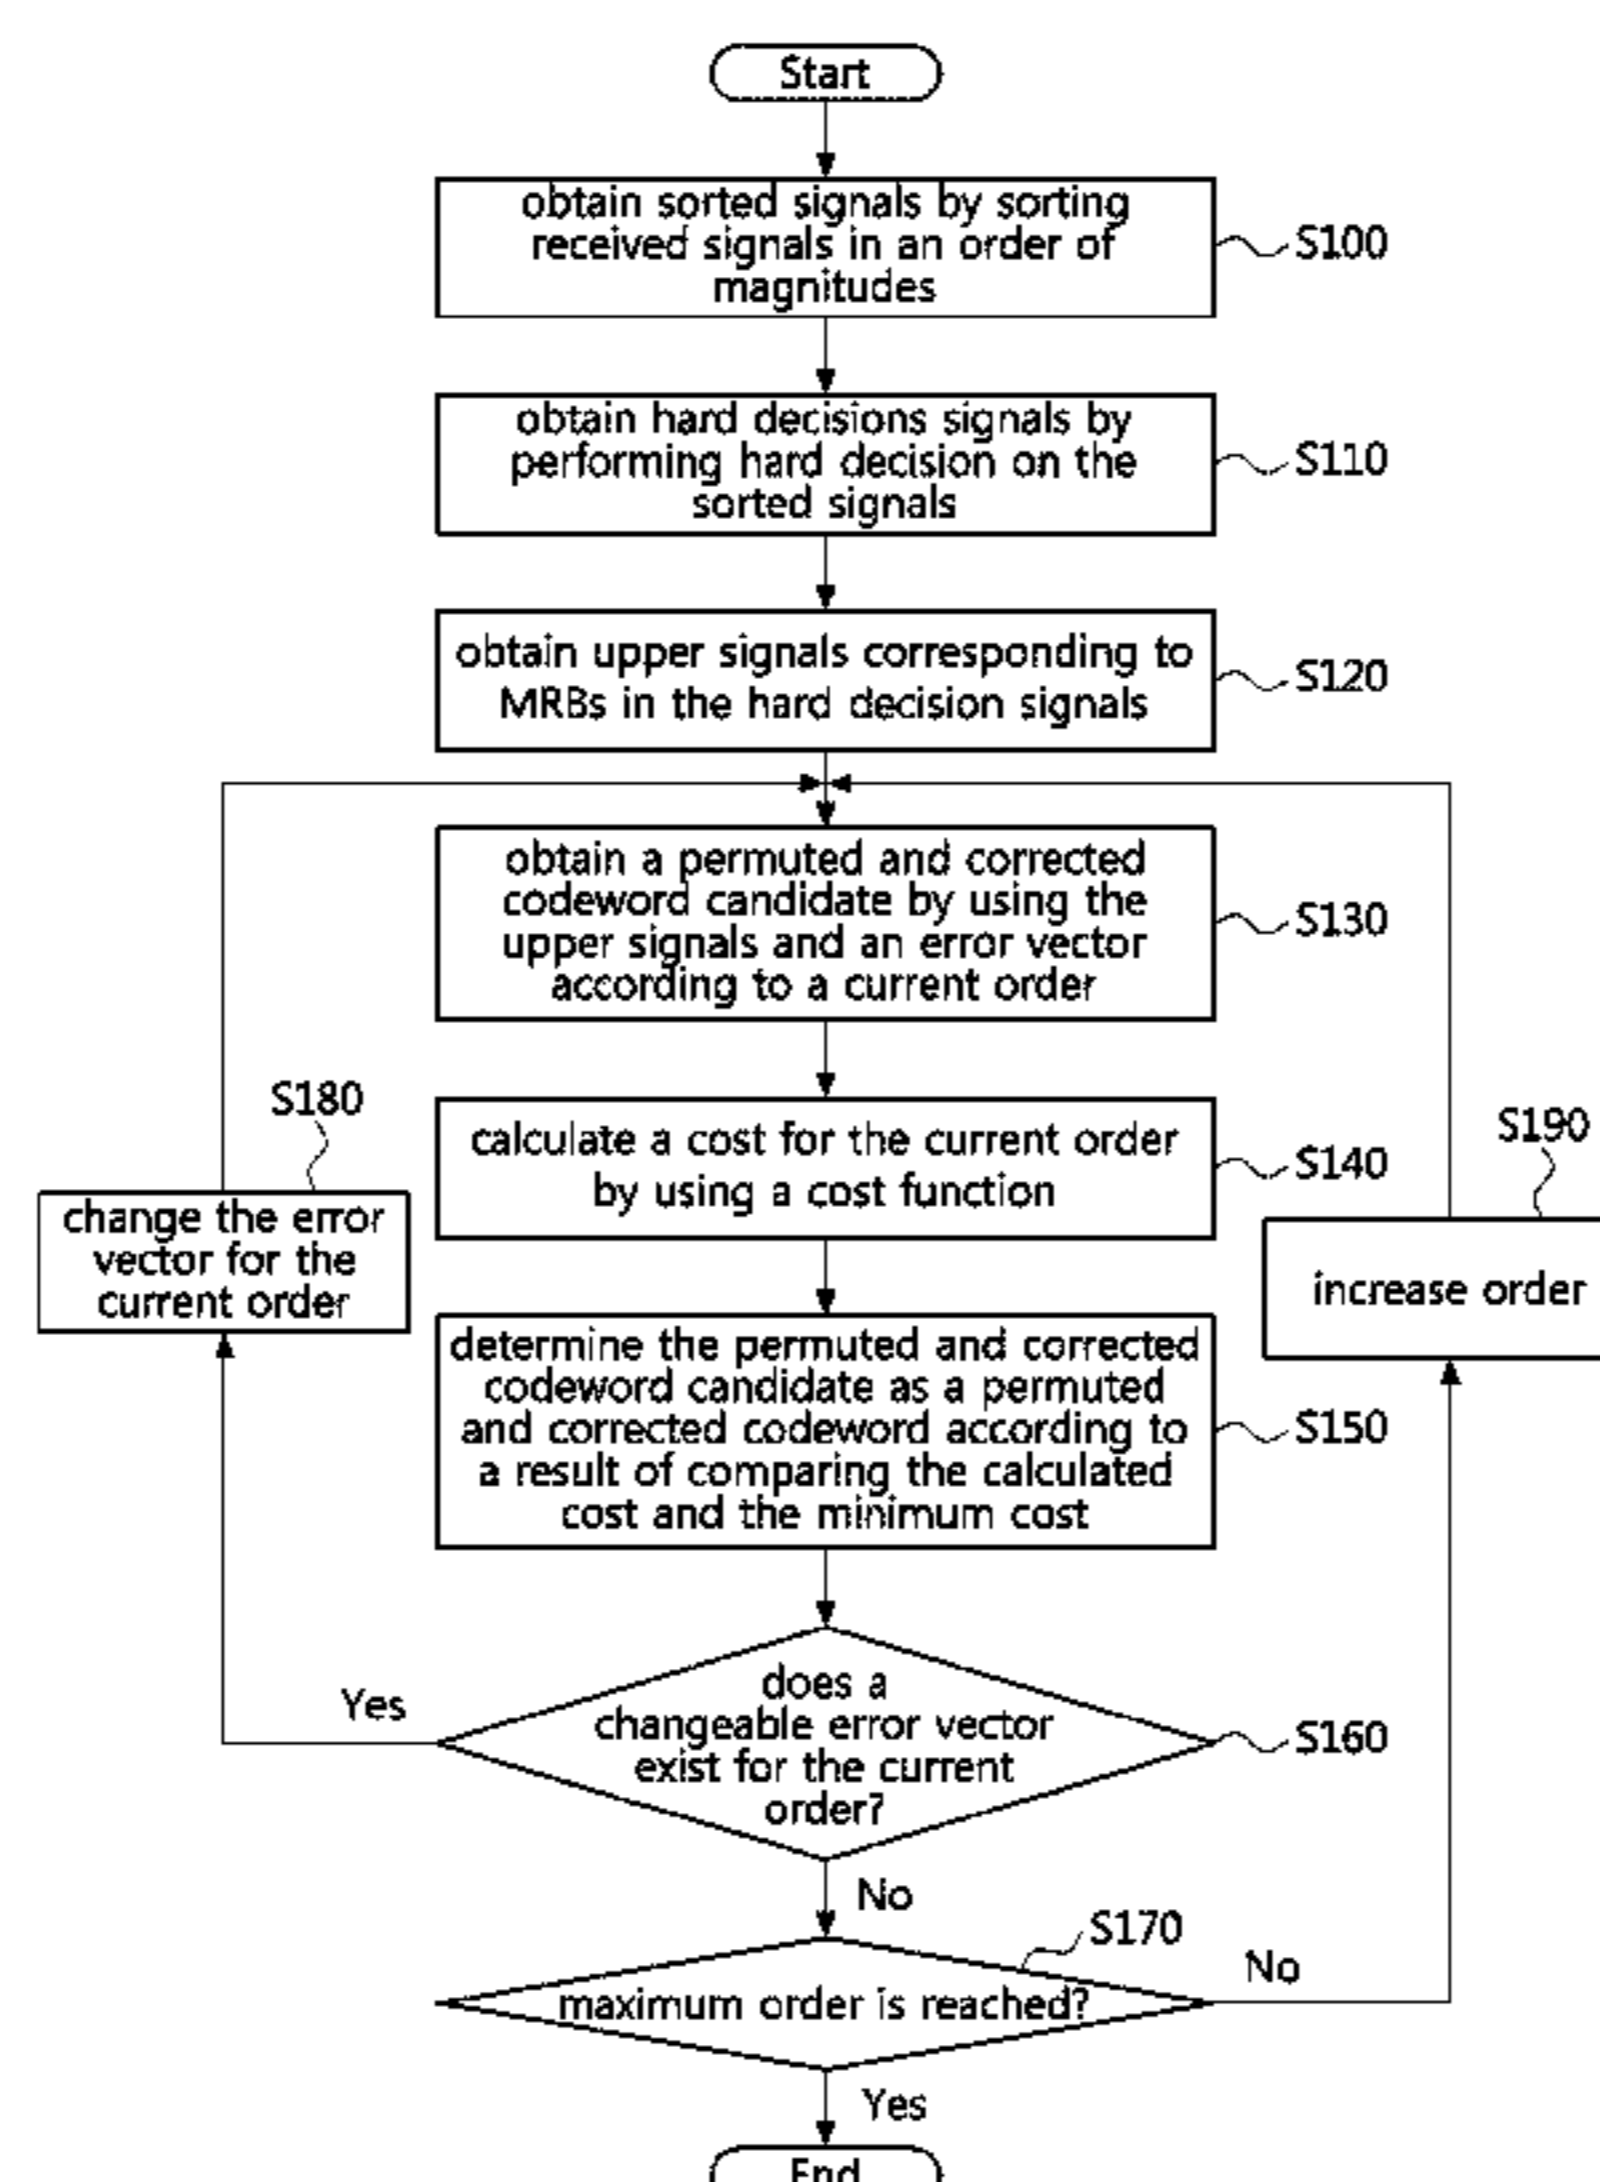 Start
obtain sorted signals by sorting
received signals in an order of
magnitudes
S100
obtain hard decisions signals by
performing hard decision on the
sorted signals
S110
obtain upper signals corresponding to
MRBs in the hard decision signals
S120
obtain a permuted and corrected
codeword candidate by using the
upper signals and an error vector
according to a current order
S130
calculate a cost for the current order
by using a cost function
S140
S180
change the error
vector for the
current order
S190
increase order
determine the permuted and corrected
codeword candidate as a permuted
and corrected codeword according to
a result of comparing the calculated
cost and the minimum cost
S150
does a
changeable error vector
exist for the current
order?
S160
Yes
No
S170
maximum order is reached?
No
Yes
End